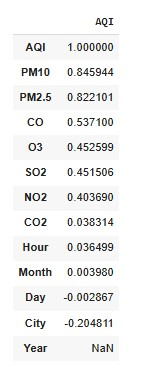 AQI
AQI 1.000000
PM10 0.845944
PM2.5 0.822101
CO 0.537100
O3 0.452599
SO2 0.451506
NO2 0.403690
CO2 0.038314
Hour 0.036499
Month 0.003980
Day -0.002867
City -0.204811
Year NaN